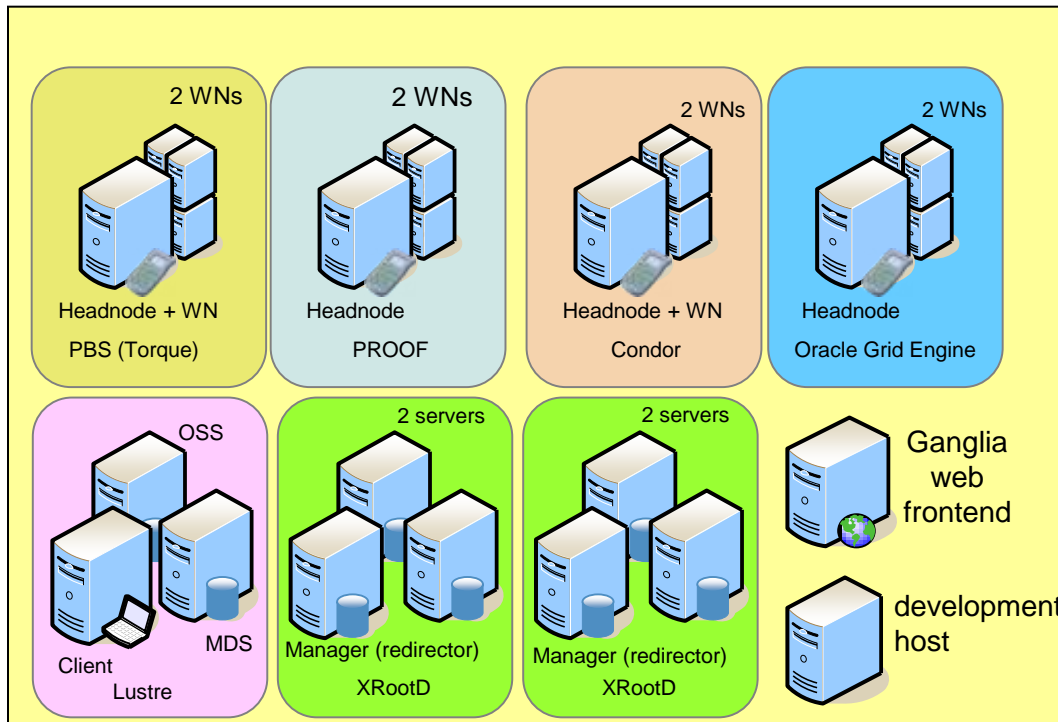 2 WNs
Headnode + WN
PBS (Torque)
2 WNs
Headnode
PROOF
2 WNs
Headnode + WN
Condor
2 WNs
Headnode
Oracle Grid Engine
OSS
MDS
Client
Lustre
2 servers
Manager (redirector)
XRootD
2 servers
Manager (redirector)
XRootD
Ganglia
web
frontend
development
host